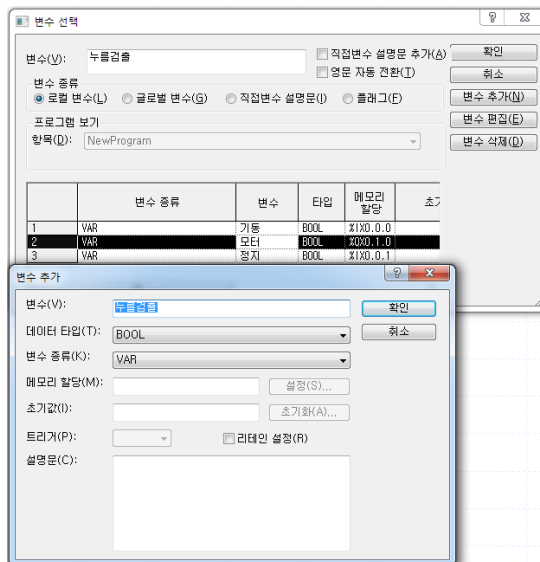 변수 선택
변수(V): 누름검출
직접변수 설명문 추가(A)
영문 자동 전환(T)
확인
취소
변수 추가(N)
변수 편집(E)
변수 삭제(D)
변수 종류
로컬 변수(L) 글로벌 변수(G) 직접변수 설명문(I) 플래그(F)
프로그램 보기
항목(D): NewProgram
변수 종류 변수 타입 메모리 할당
1 VAR 기동 BOOL %IX0.0.0
2 VAR 모터 BOOL %QX0.1.0
3 VAR 정지 BOOL %IX0.0.1
변수 추가
변수(V): 누름검출
확인
데이터 타입(T): BOOL
취소
변수 종류(K): VAR
메모리 할당(M): 설정(S)...
초기값(I): 초기화(A)...
트리거(P): 리테인 설정(R)
설명문(C):